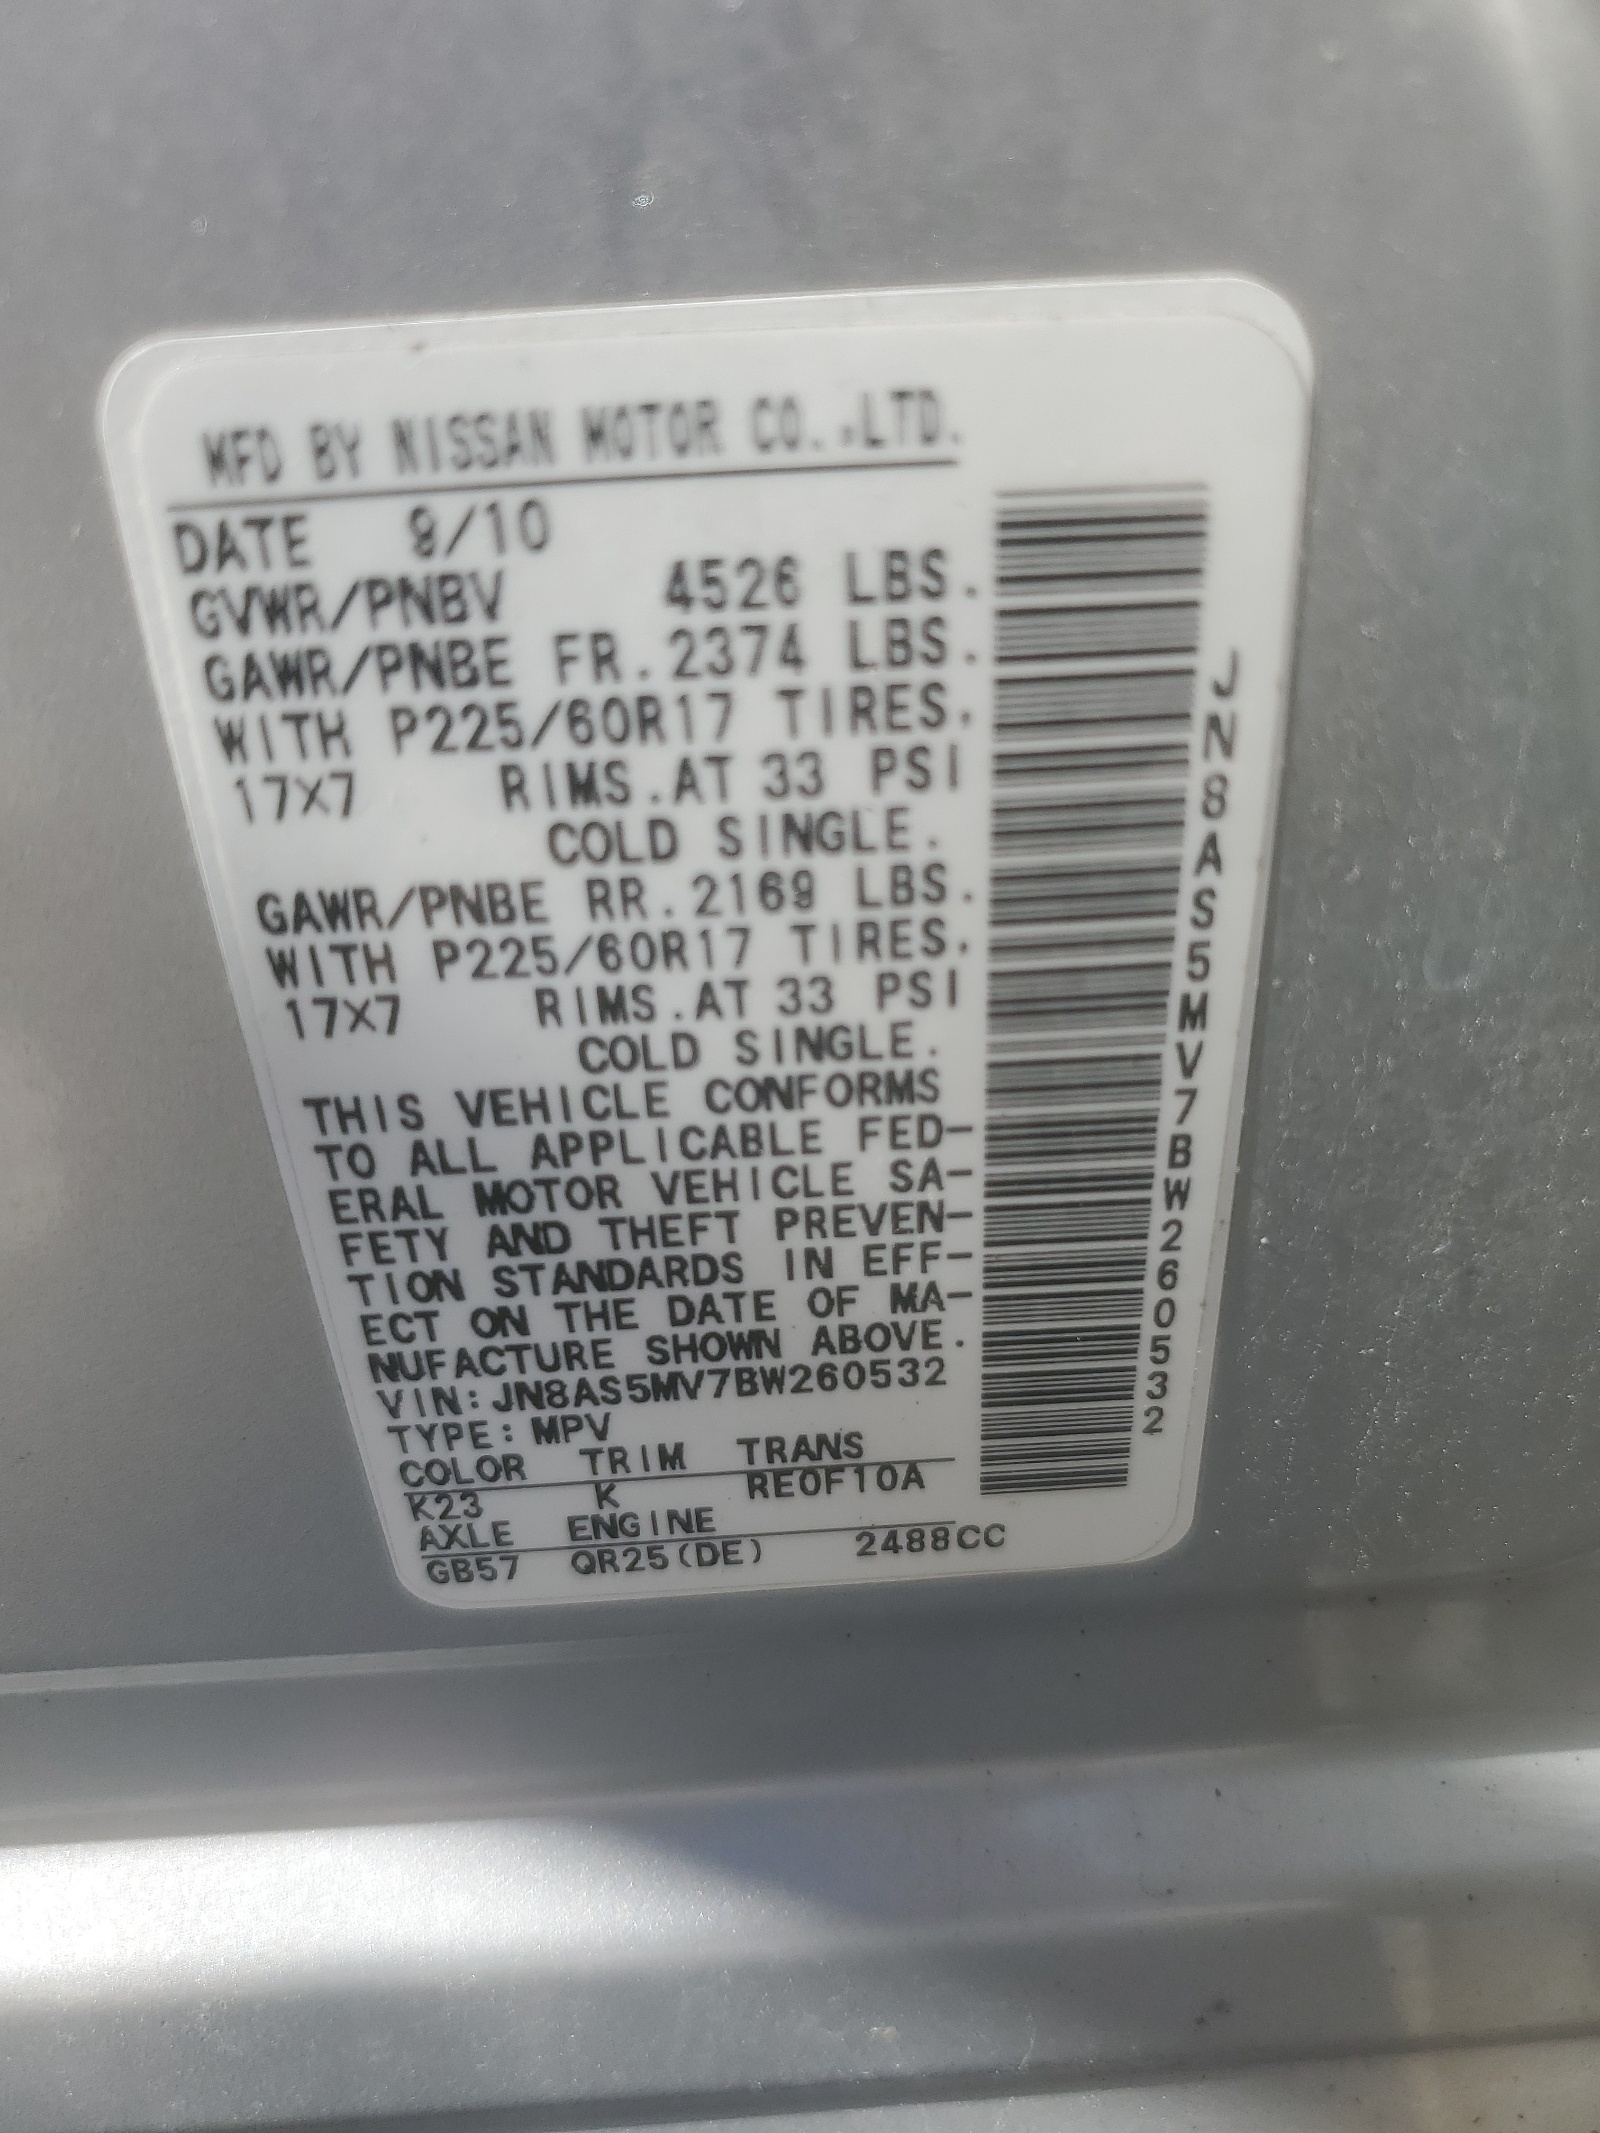 MFD BY NISSAN MOTOR CO.,LTD.
DATE 9/10
GVWR/PNBV 4526 LBS.
GAWR/PNBE FR.2374 LBS.
WITH P225/60R17 TIRES.
17X7 RIMS.AT 33 PSI
COLD SINGLE.
GAWR/PNBE RR.2169 LBS.
WITH P225/60R17 TIRES.
17X7 RIMS.AT 33 PSI
COLD SINGLE.
THIS VEHICLE CONFORMS
TO ALL APPLICABLE FED-
ERAL MOTOR VEHICLE SA-
FETY AND THEFT PREVEN-
TION STANDARDS IN EFF-
ECT ON THE DATE OF MA-
NUFACTURE SHOWN ABOVE.
VIN:JN8AS5MV7BW260532
TYPE:MPV
COLOR TRIM TRANS
K23 K RE0F10A
AXLE ENGINE
GB57 QR25(DE) 2488CC
JN8AS5MV7BW260532